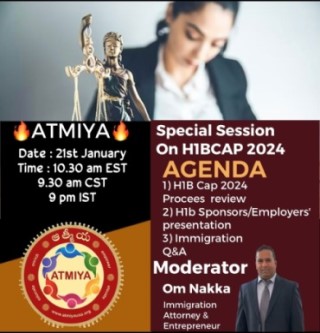 🔥ATMIYA🔥
Date : 21st January
Time : 10.30 am EST
9.30 am CST
9 pm IST
ಆತ್ಮೀಯ
ATMIYA
Special Session
On H1BCAP 2024
AGENDA
1) H1B Cap 2024
Procees review
2) H1b Sponsors/Employers'
presentation
3) Immigration
Q&A
Moderator
Om Nakka
Immigration
Attorney &
Entrepreneur